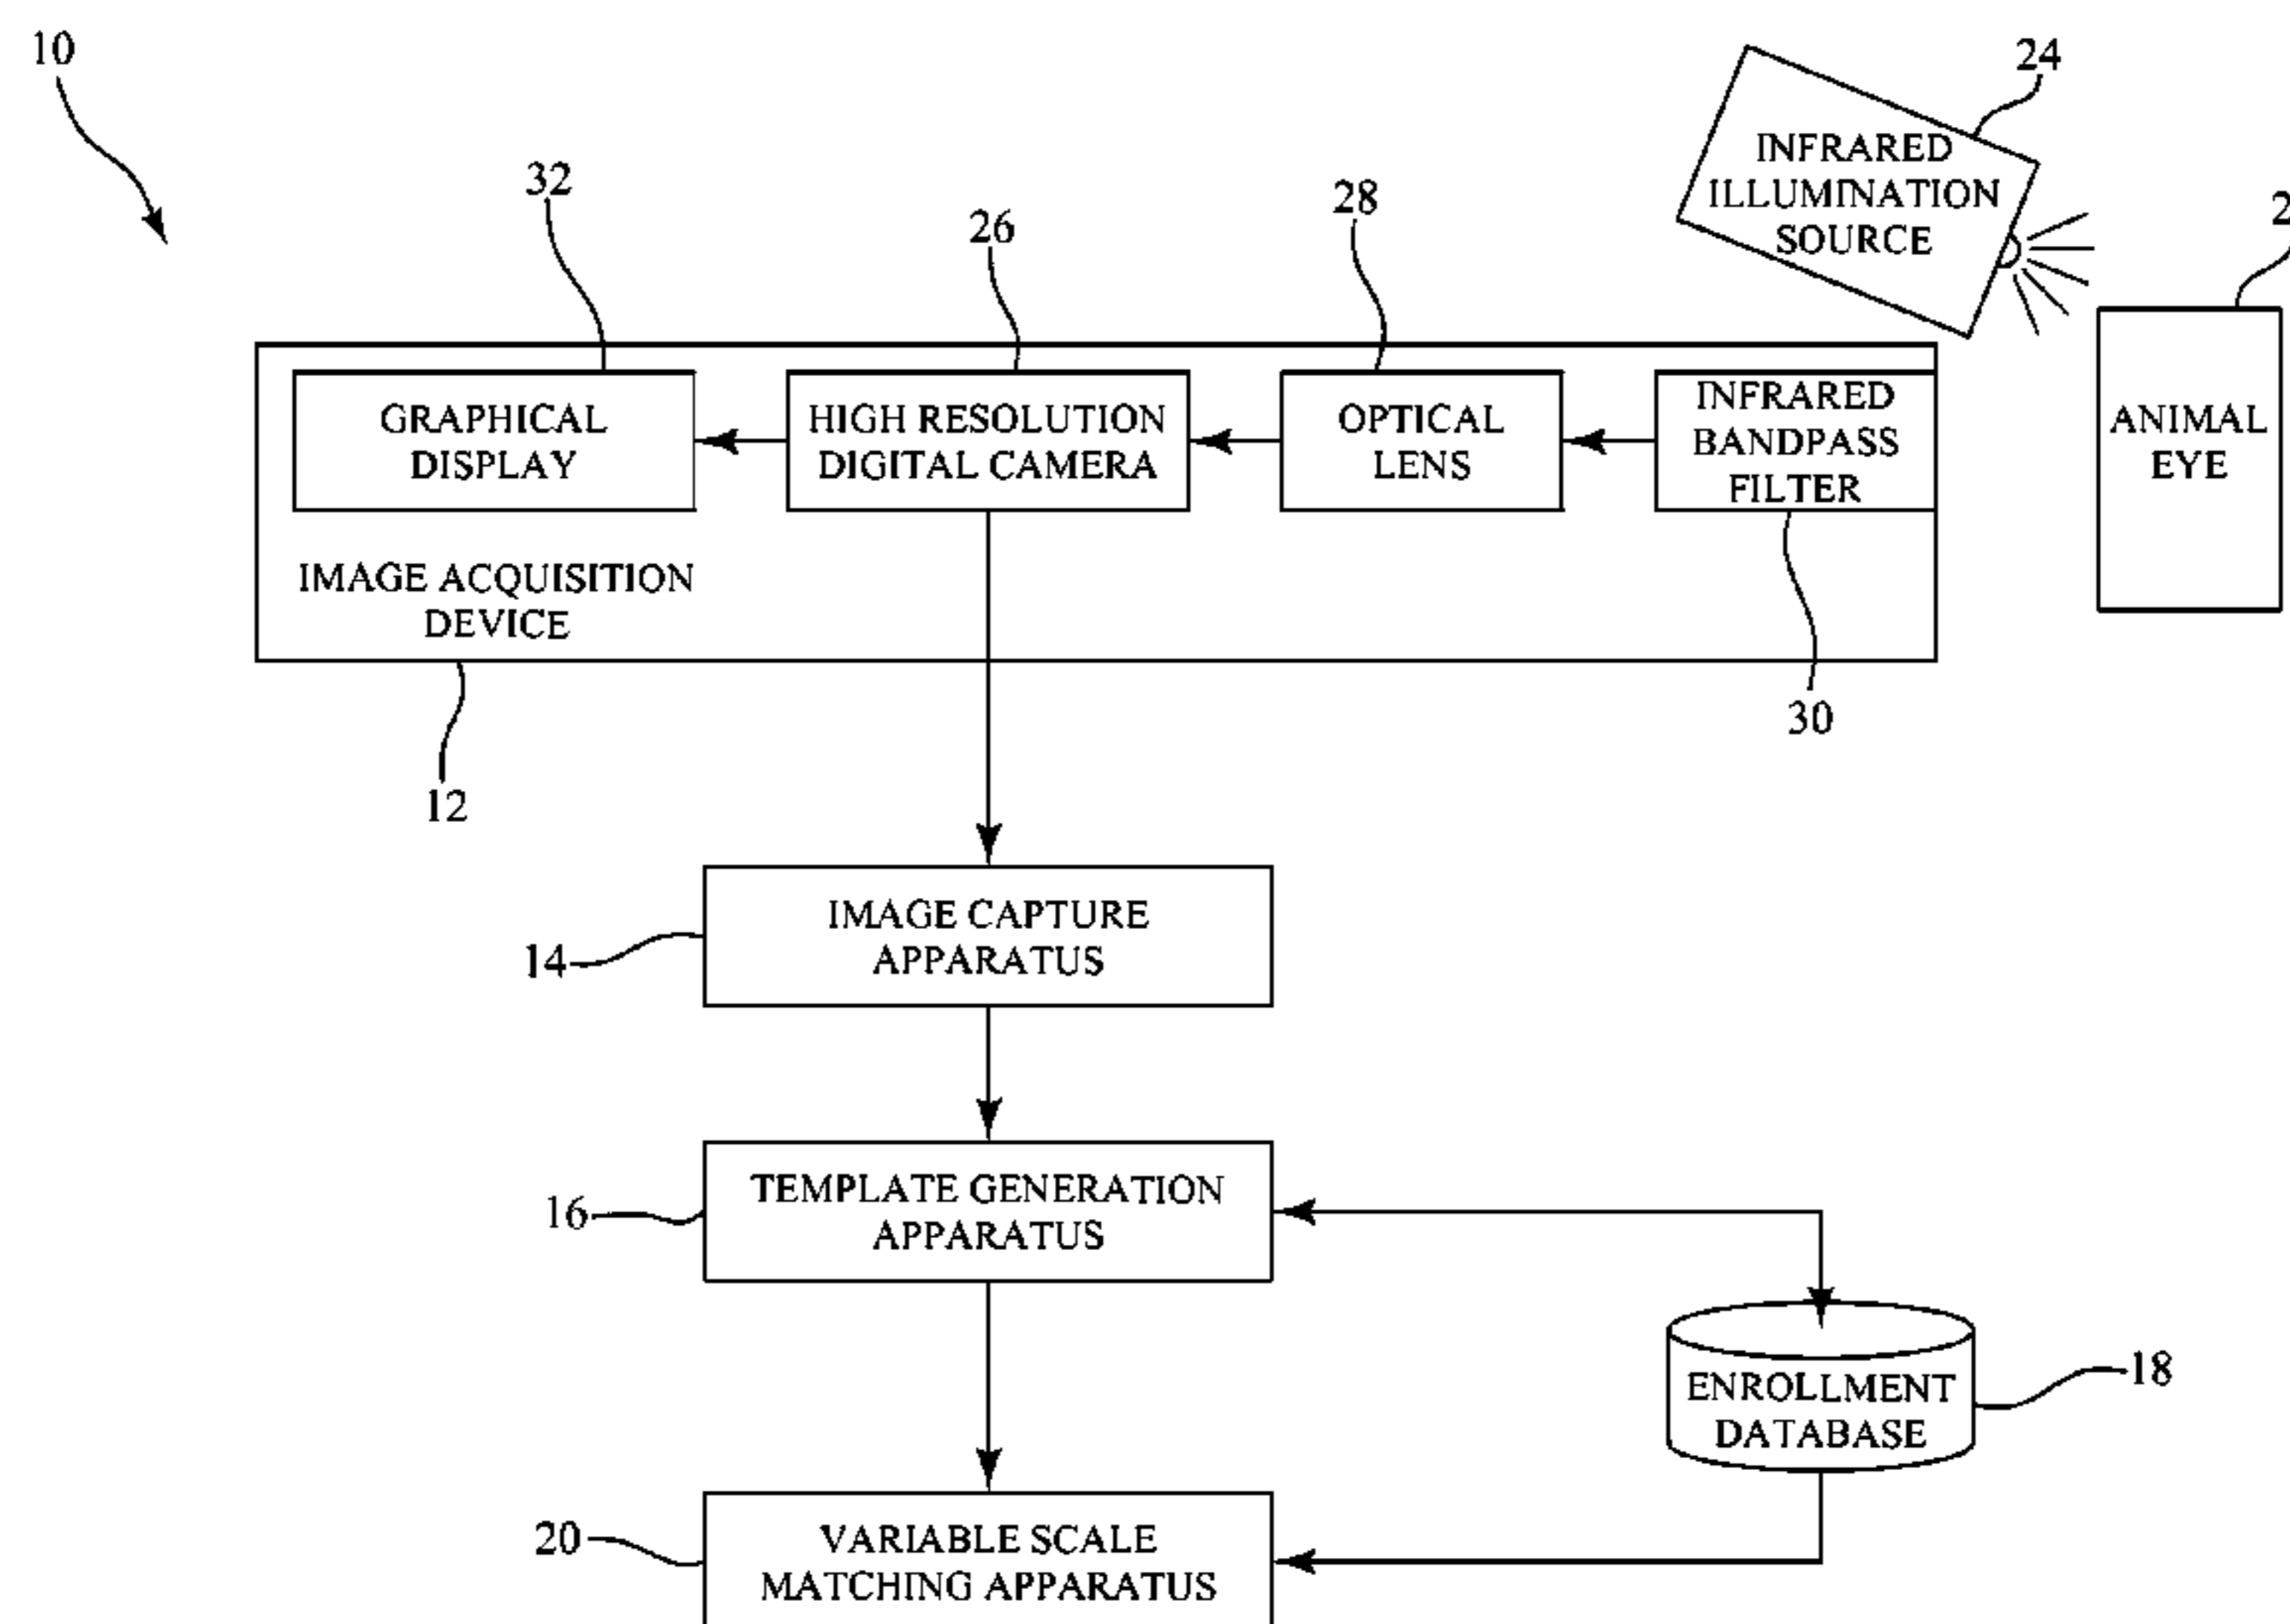 10
24
INFRARED
ILLUMINATION
SOURCE
32
26
28
GRAPHICAL
DISPLAY
HIGH RESOLUTION
DIGITAL CAMERA
OPTICAL
LENS
INFRARED
BANDPASS
FILTER
ANIMAL
EYE
IMAGE ACQUISITION
DEVICE
30
12
IMAGE CAPTURE
APPARATUS
14
TEMPLATE GENERATION
APPARATUS
16
ENROLLMENT
DATABASE
18
VARIABLE SCALE
MATCHING APPARATUS
20